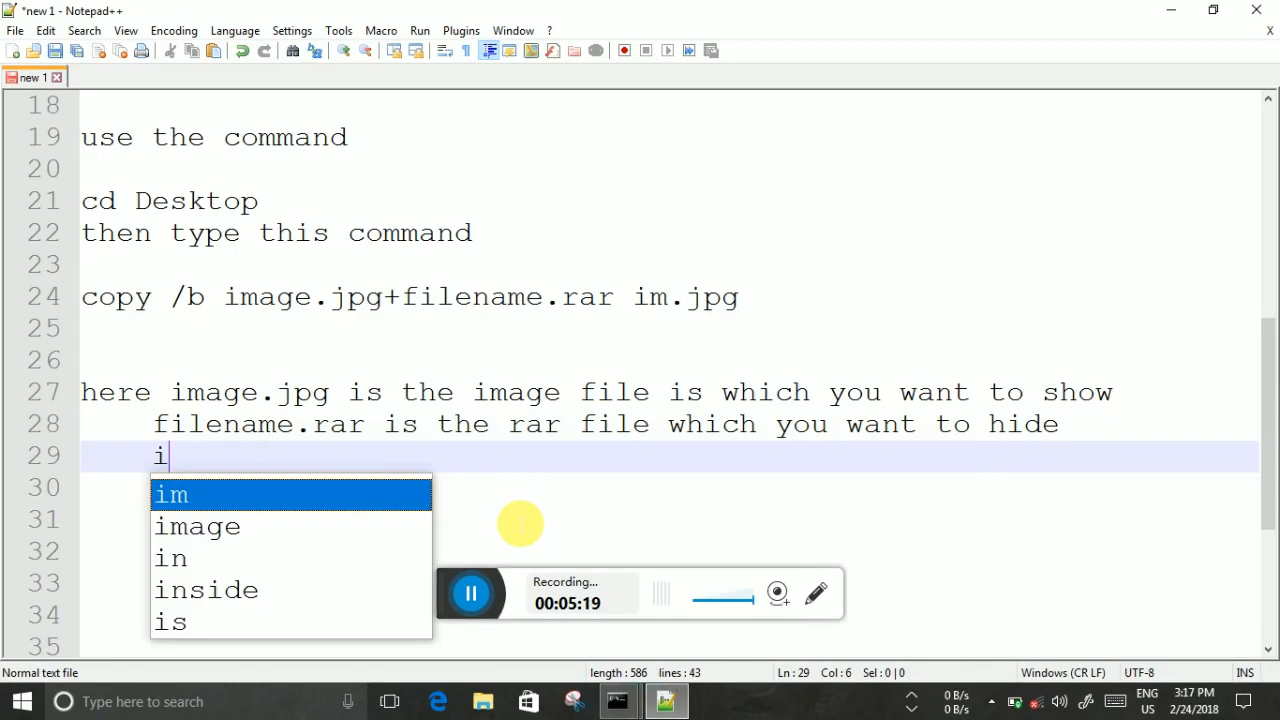 *new 1 - Notepad++
File Edit Search View Encoding Language Settings Tools Macro Run Plugins Window ? X
new 1
18
19 use the command
20
21 cd Desktop
22 then type this command
23
24 copy /b image.jpg+filename.rar im.jpg
25
26
27 here image.jpg is the image file is which you want to show
28 filename.rar is the rar file which you want to hide
29 i
30 im
31 image
32 in
33 inside
34 is
35
Recording...
00:05:19
Normal text file length : 586 lines : 43 Ln : 29 Col : 6 Sel : 0 | 0 Windows (CR LF) UTF-8 INS
Type here to search
0 B/s
0 B/s
ENG
US
3:17 PM
2/24/2018